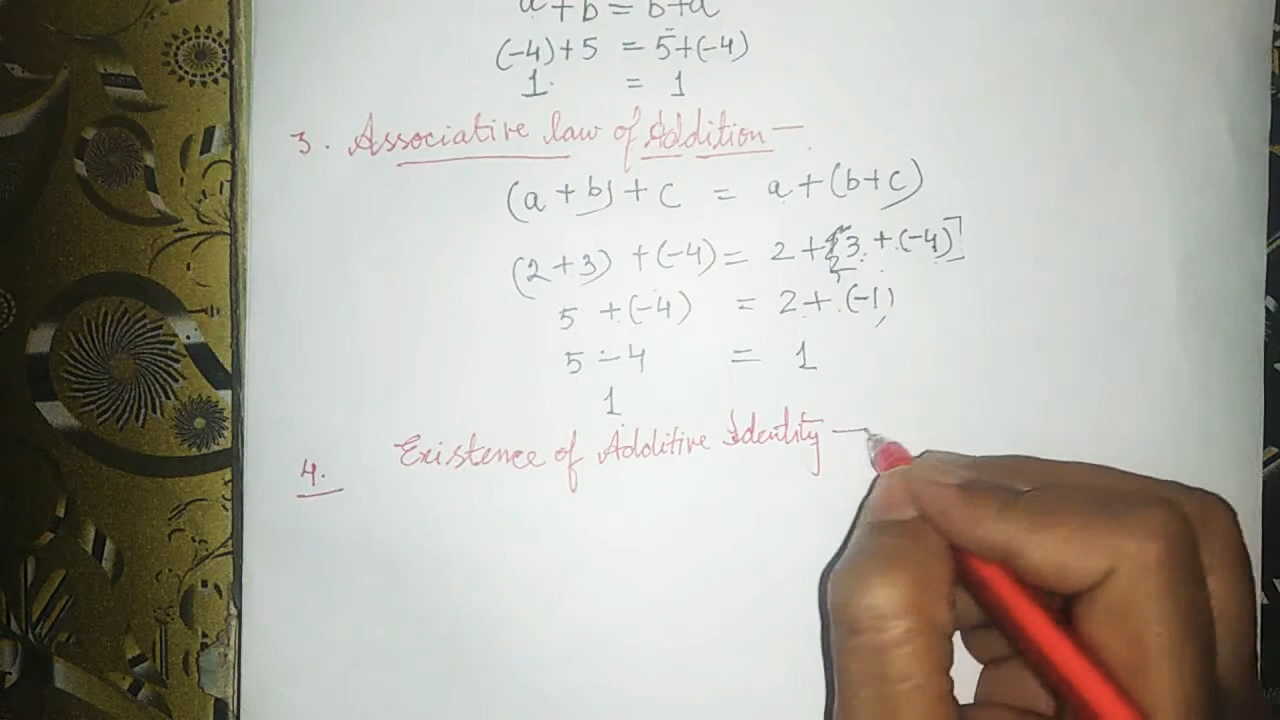 a + b = b+a
(-4)+5 = 5+(-4)
1 = 1
3. Associative law of Addition —
(a + b) + c = a + (b+c)
(2+3) + (-4) = 2 + [3 + (-4)]
5 + (-4) = 2 + (-1)
5 - 4 = 1
1
4. Existence of Additive Identity —